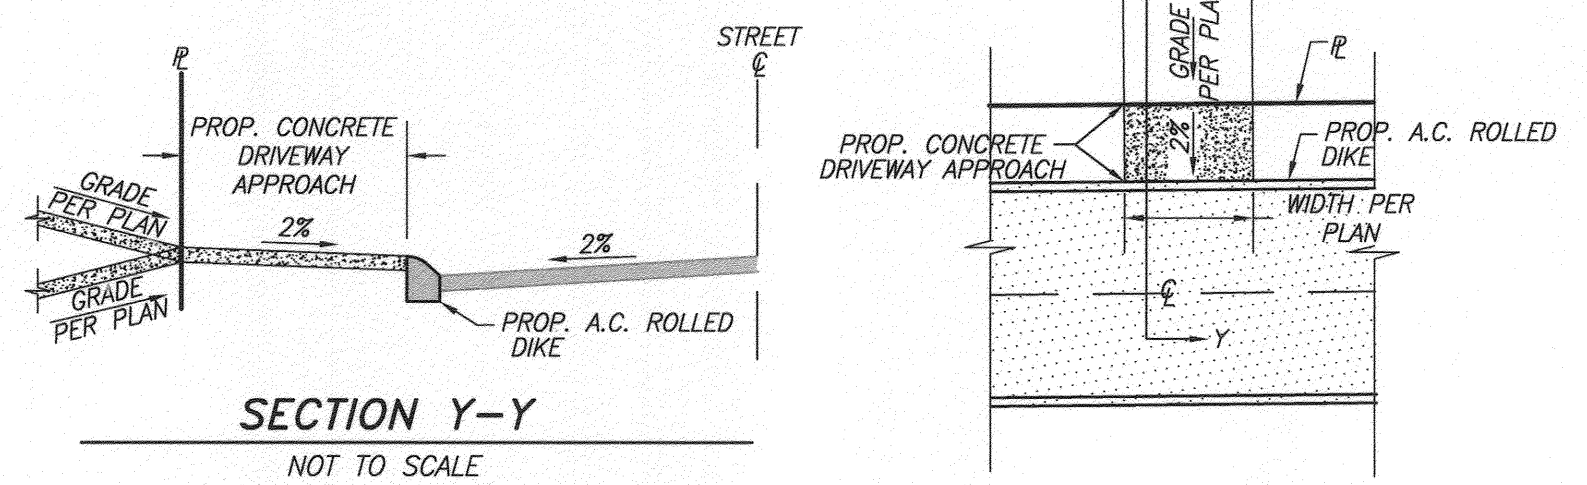 STREET
℄
PROP. CONCRETE
DRIVEWAY
APPROACH
GRADE
PER PLAN
2%
2%
GRADE
PER PLAN
PROP. A.C. ROLLED
DIKE
SECTION Y-Y
NOT TO SCALE
GRADE
PER PLA
PROP. CONCRETE
DRIVEWAY APPROACH
2%
PROP. A.C. ROLLED
DIKE
WIDTH PER
PLAN
℄
Y